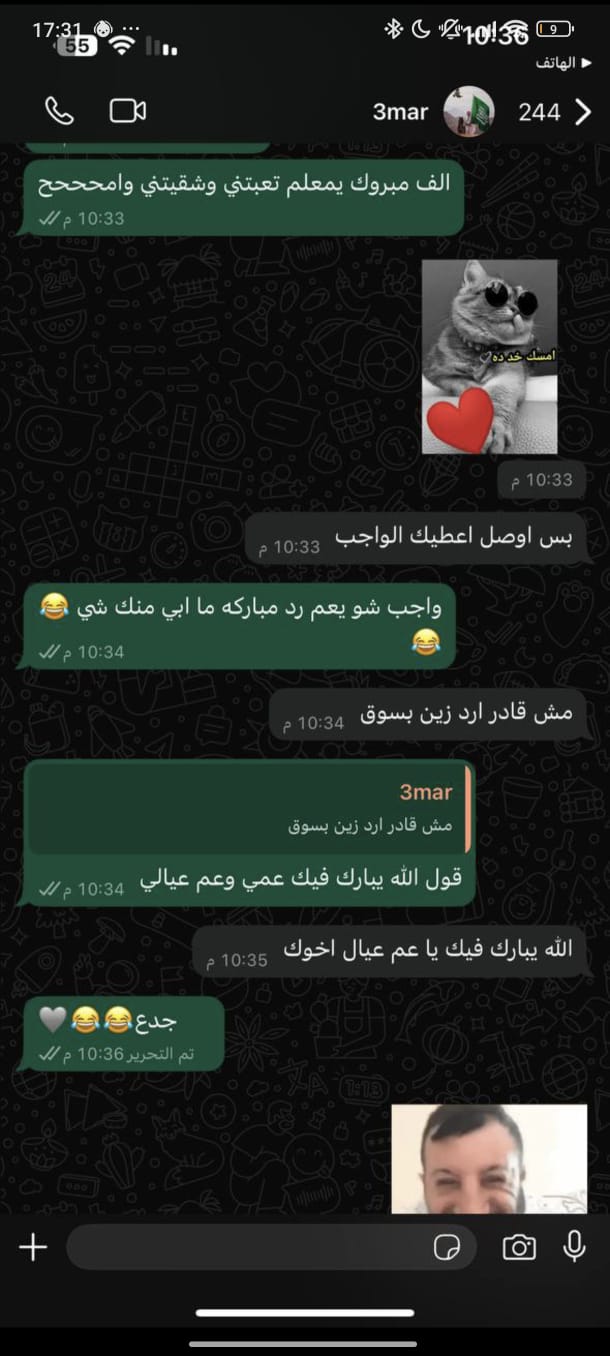 17:31
10:36
9
55
الهاتف
3mar
244
الف مبروك يمعلم تعبتني وشقيتني وامححححح
10:33 م
امسك خد ده
10:33 م
بس اوصل اعطيك الواجب
10:33 م
واجب شو يعم رد مباركه ما ابي منك شي 😂
😂
10:34 م
مش قادر ارد زين بسوق
10:34 م
3mar
مش قادر ارد زين بسوق
قول الله يبارك فيك عمي وعم عيالي
10:34 م
الله يبارك فيك يا عم عيال اخوك
10:35 م
جدع😂😂🩶
تم التحرير 10:36 م